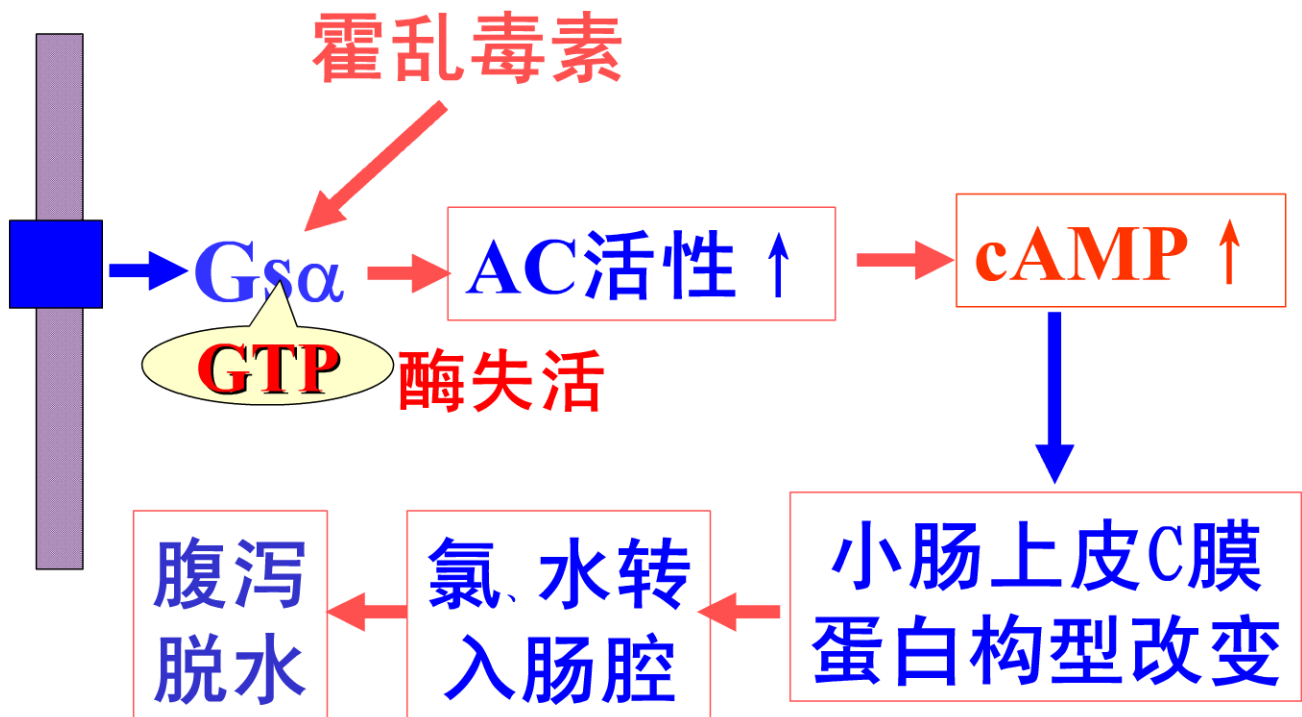 霍乱毒素
Gsα
AC活性↑
cAMP↑
GTP
酶失活
小肠上皮C膜
蛋白构型改变
氯、水转
入肠腔
腹泻
脱水